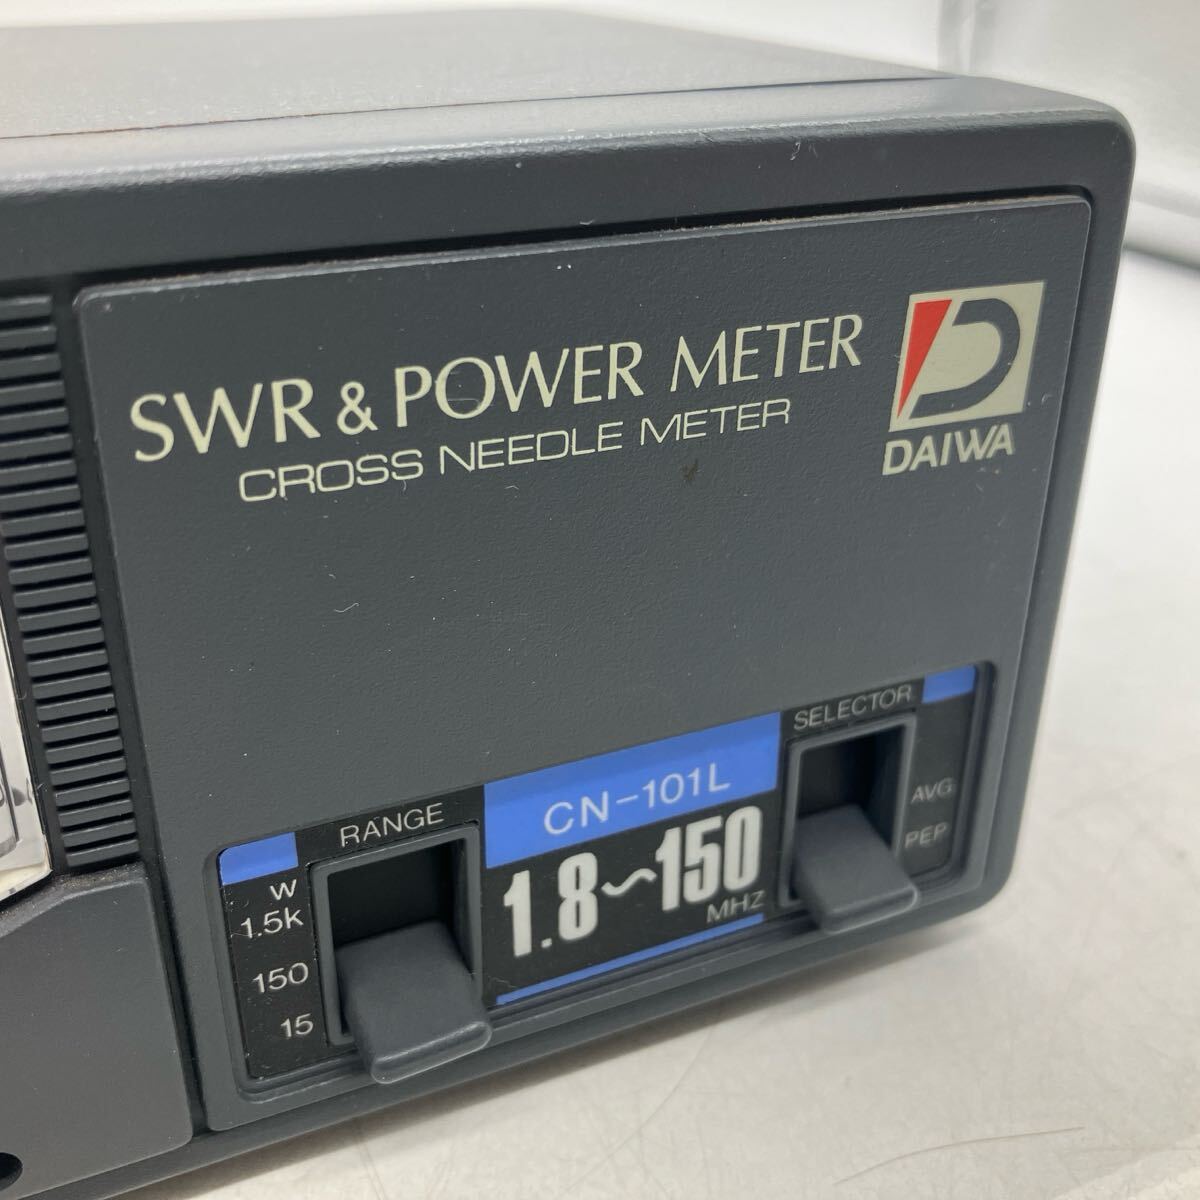 SWR & POWER METER
CROSS NEEDLE METER
DAIWA
SELECTOR
AVG
PEP
CN-101L
1.8~150
MHZ
RANGE
W
1.5K
150
15